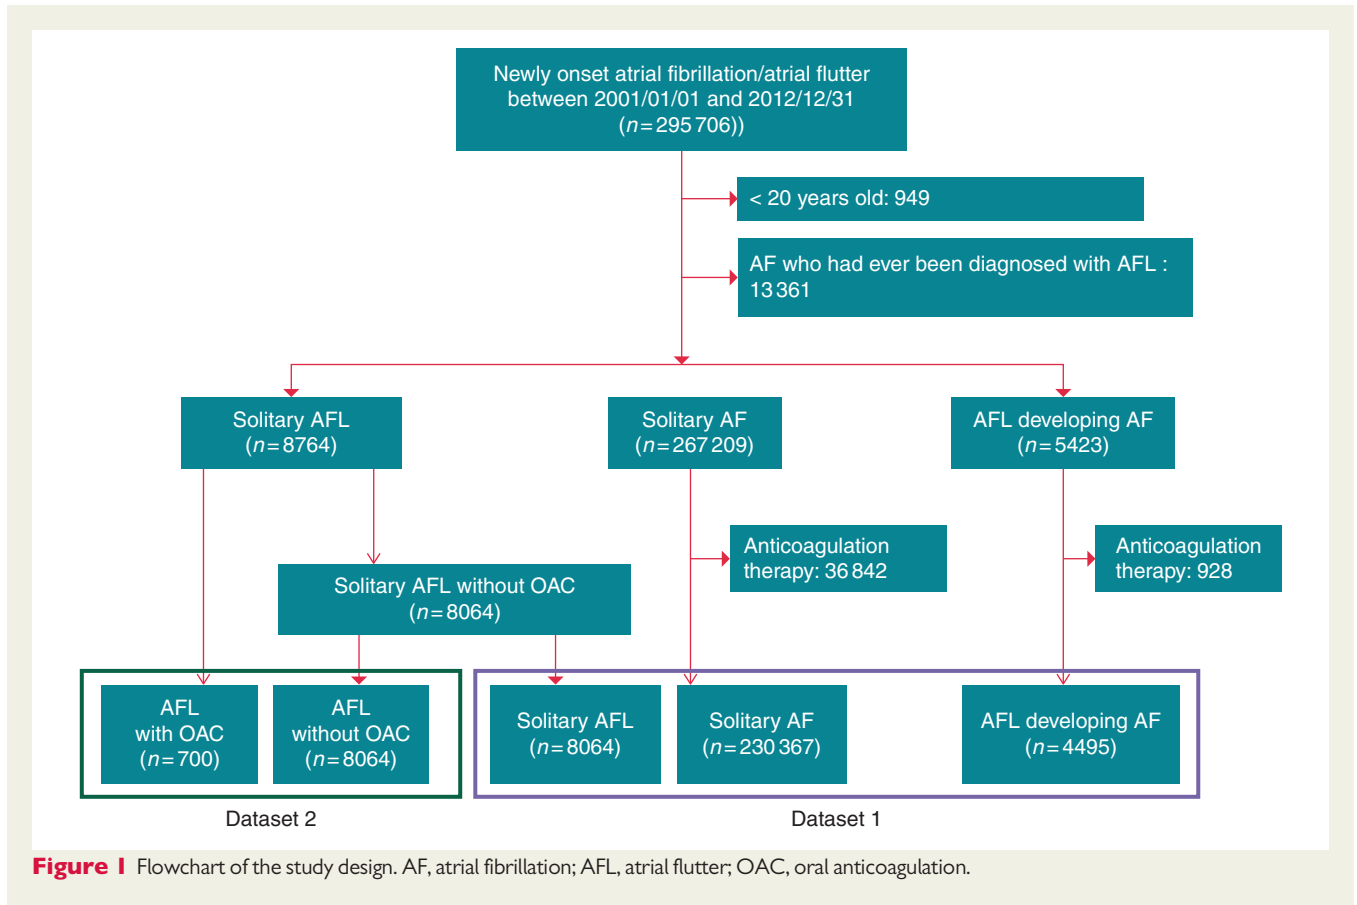 Newly onset atrial fibrillation/atrial flutter
between 2001/01/01 and 2012/12/31
(n=295 706))
< 20 years old: 949
AF who had ever been diagnosed with AFL :
13 361
Solitary AFL
(n=8764)
Solitary AF
(n=267 209)
AFL developing AF
(n=5423)
Anticoagulation
therapy: 36 842
Anticoagulation
therapy: 928
Solitary AFL without OAC
(n=8064)
AFL
with OAC
(n=700)
AFL
without OAC
(n=8064)
Solitary AFL
(n=8064)
Solitary AF
(n=230 367)
AFL developing AF
(n=4495)
Dataset 2
Dataset 1
Figure 1 Flowchart of the study design. AF, atrial fibrillation; AFL, atrial flutter; OAC, oral anticoagulation.